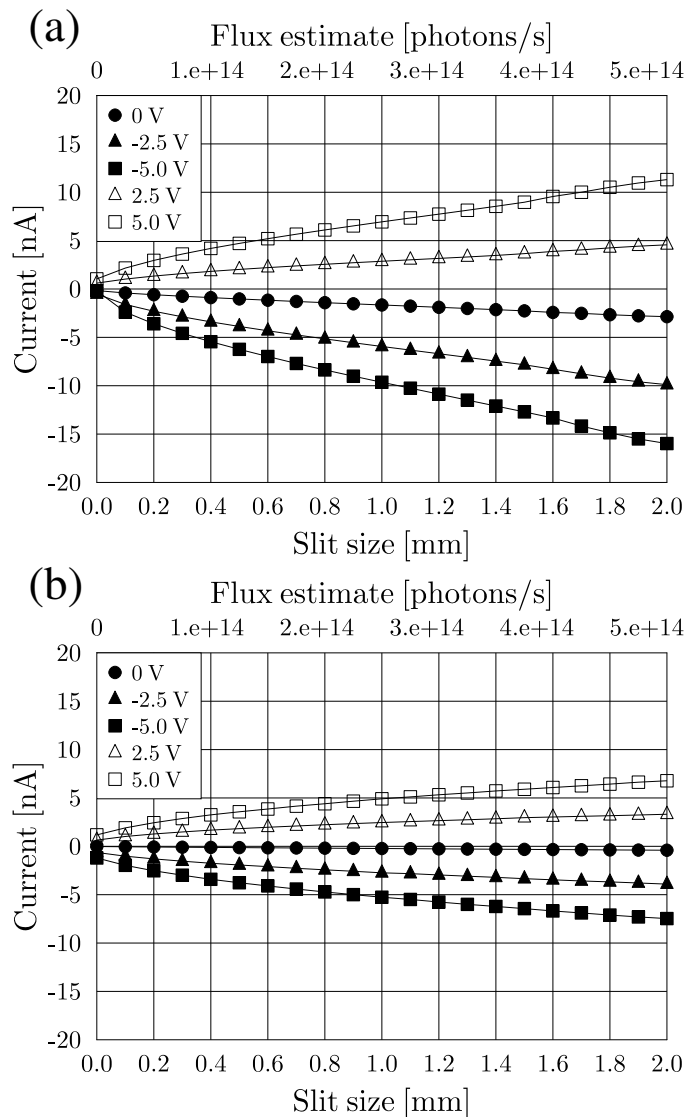 (a)
Flux estimate [photons/s]
0 1.e+14 2.e+14 3.e+14 4.e+14 5.e+14
20
15
10
5
0
-5
-10
-15
-20
Current [nA]
0 V
-2.5 V
-5.0 V
2.5 V
5.0 V
0.0 0.2 0.4 0.6 0.8 1.0 1.2 1.4 1.6 1.8 2.0
Slit size [mm]
(b)
Flux estimate [photons/s]
0 1.e+14 2.e+14 3.e+14 4.e+14 5.e+14
20
15
10
5
0
-5
-10
-15
-20
Current [nA]
0 V
-2.5 V
-5.0 V
2.5 V
5.0 V
0.0 0.2 0.4 0.6 0.8 1.0 1.2 1.4 1.6 1.8 2.0
Slit size [mm]